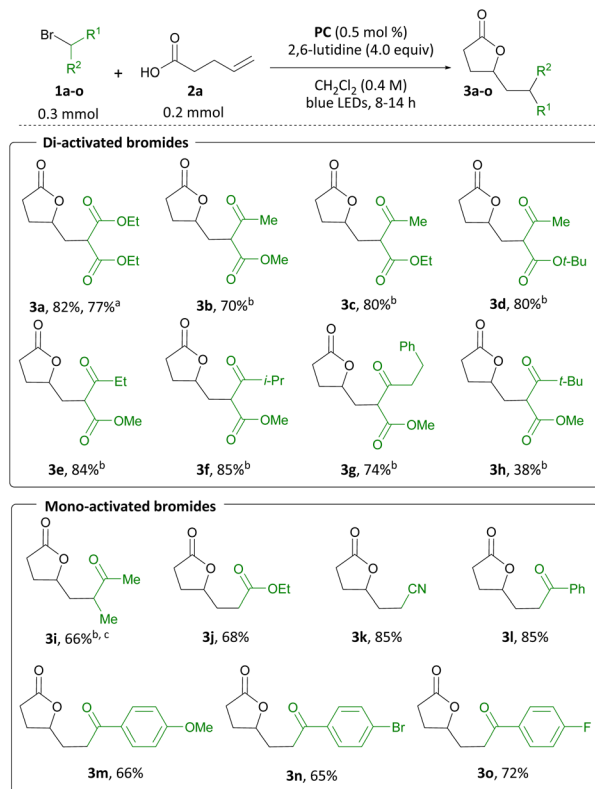 Br R¹ R²
1a-o
0.3 mmol
+
O HO
2a
0.2 mmol
PC (0.5 mol %)
2,6-lutidine (4.0 equiv)
CH₂Cl₂ (0.4 M)
blue LEDs, 8-14 h
O O R² R¹
3a-o
Di-activated bromides
O O O OEt OEt O
3a, 82%, 77%ᵃ
O O O Me OMe O
3b, 70%ᵇ
O O O Me OEt O
3c, 80%ᵇ
O O O Me Ot-Bu O
3d, 80%ᵇ
O O O Et OMe O
3e, 84%ᵇ
O O O i-Pr OMe O
3f, 85%ᵇ
O O Ph O OMe O
3g, 74%ᵇ
O O O t-Bu OMe O
3h, 38%ᵇ
Mono-activated bromides
O O O Me Me
3i, 66%ᵇ, ᶜ
O O O OEt
3j, 68%
O O CN
3k, 85%
O O O Ph
3l, 85%
O O O OMe
3m, 66%
O O O Br
3n, 65%
O O O F
3o, 72%